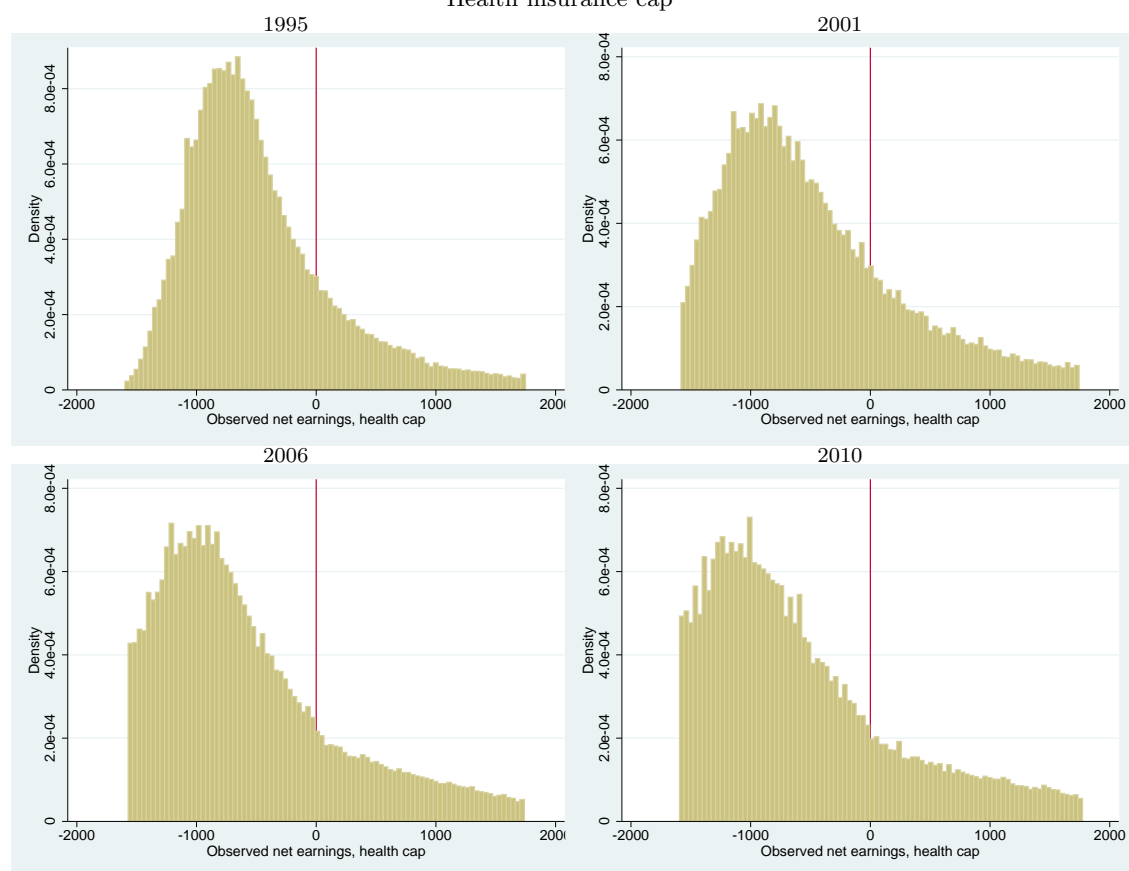 Health insurance cap
1995
Density
8.0e-04
6.0e-04
4.0e-04
2.0e-04
0
-2000 -1000 0 1000 200
Observed net earnings, health cap
2001
Density
8.0e-04
6.0e-04
4.0e-04
2.0e-04
0
-2000 -1000 0 1000 2000
Observed net earnings, health cap
2006
Density
8.0e-04
6.0e-04
4.0e-04
2.0e-04
0
-2000 -1000 0 1000 200
Observed net earnings, health cap
2010
Density
8.0e-04
6.0e-04
4.0e-04
2.0e-04
0
-2000 -1000 0 1000 2000
Observed net earnings, health cap